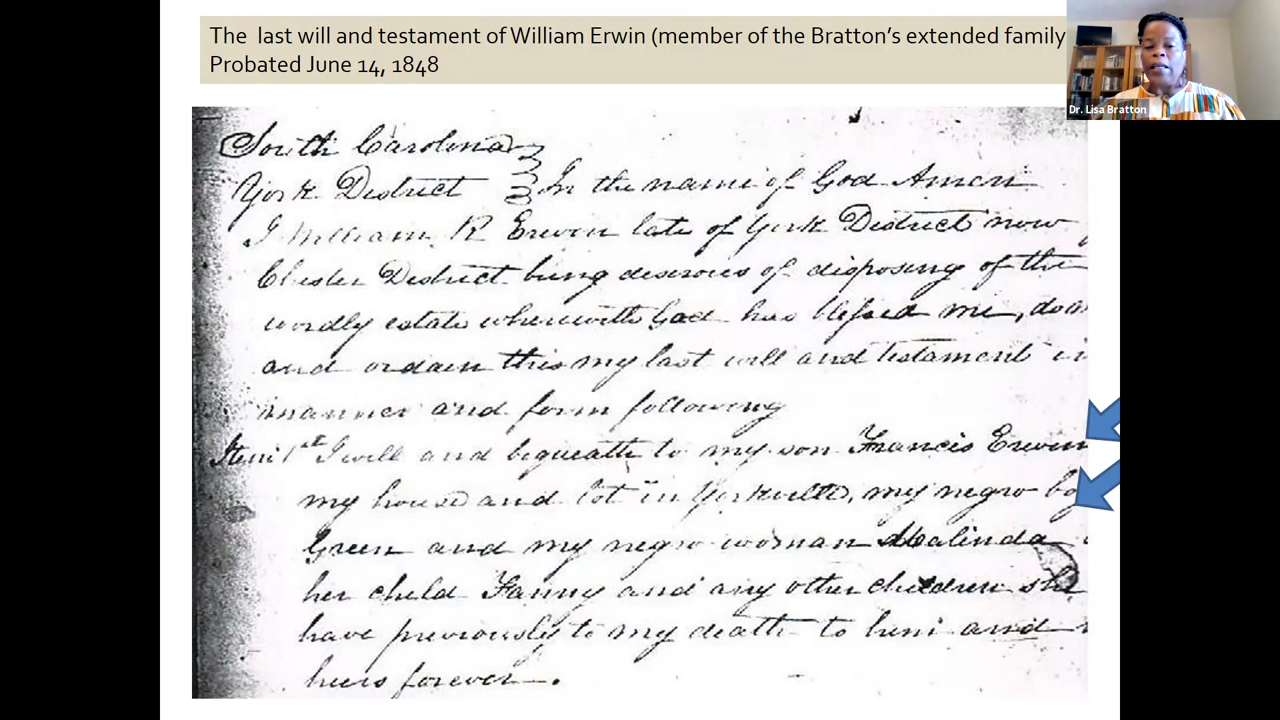 The last will and testament of William Erwin (member of the Bratton's extended family
Probated June 14, 1848
Dr. Lisa Bratton
South Carolina
York District In the name of God Amen
I William R Erwin late of York District now
Chester District being desirous of disposing of the
wordly estate wherewith God has blessed me, do
and ordain this my last will and testament in
manner and form following
Item 1st I will and bequeath to my son Francis Erwin
my house and lot in Yorkville, my negro boy
Green and my negro woman Malinda
her child Fanny and any other children she
have previously to my death to him and
heirs forever.